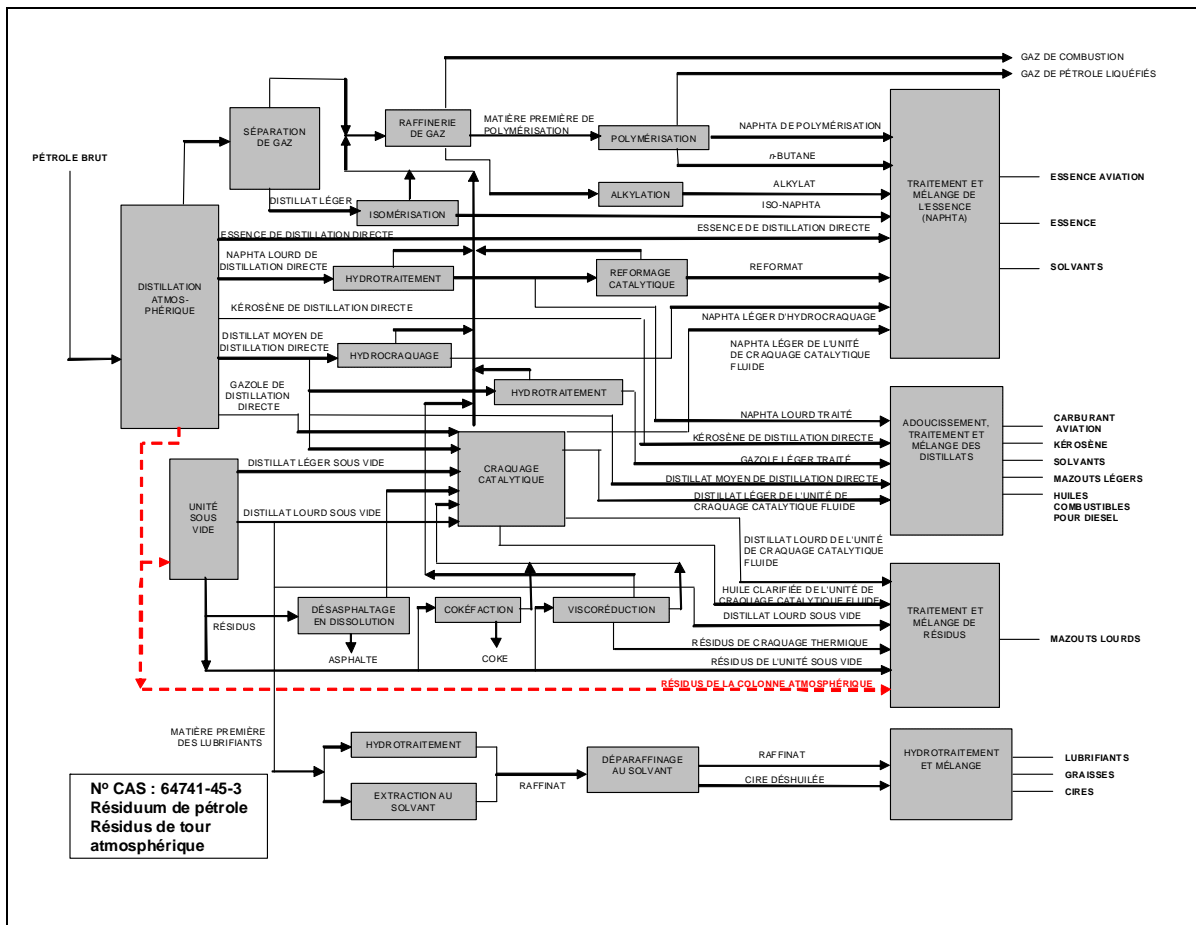 GAZ DE COMBUSTION
GAZ DE PÉTROLE LIQUÉFIÉS
SÉPARATION
DE GAZ
RAFFINERIE
DE GAZ
MATIÈRE PREMIÈRE DE
POLYMÉRISATION
POLYMÉRISATION
NAPHTA DE POLYMÉRISATION
n-BUTANE
PÉTROLE BRUT
DISTILLAT LÉGER
ISOMÉRISATION
ALKYLATION
ALKYLAT
ISO-NAPHTA
TRAITEMENT ET
MÉLANGE DE
L'ESSENCE
(NAPHTA)
ESSENCE AVIATION
ESSENCE
SOLVANTS
ESSENCE DE DISTILLATION DIRECTE
ESSENCE DE DISTILLATION DIRECTE
NAPHTA LOURD DE
DISTILLATION DIRECTE
HYDROTRAITEMENT
REFORMAGE
CATALYTIQUE
REFORMAT
DISTILLATION
ATMOS-
PHÉRIQUE
KÉROSÈNE DE DISTILLATION DIRECTE
NAPHTA LÉGER D'HYDROCRAQUAGE
DISTILLAT MOYEN DE
DISTILLATION DIRECTE
HYDROCRAQUAGE
NAPHTA LÉGER DE L'UNITÉ
DE CRAQUAGE CATALYTIQUE
FLUIDE
GAZOLE DE
DISTILLATION
DIRECTE
HYDROTRAITEMENT
NAPHTA LOURD TRAITÉ
KÉROSÈNE DE DISTILLATION DIRECTE
GAZOLE LÉGER TRAITÉ
DISTILLAT MOYEN DE DISTILLATION DIRECTE
DISTILLAT LÉGER DE L'UNITÉ DE
CRAQUAGE CATALYTIQUE FLUIDE
ADOUCISSEMENT,
TRAITEMENT ET
MÉLANGE DES
DISTILLATS
CARBURANT
AVIATION
KÉROSÈNE
SOLVANTS
MAZOUTS LÉGERS
HUILES
COMBUSTIBLES
POUR DIESEL
DISTILLAT LÉGER SOUS VIDE
CRAQUAGE
CATALYTIQUE
UNITÉ
SOUS
VIDE
DISTILLAT LOURD SOUS VIDE
DISTILLAT LOURD DE L'UNITÉ
DE CRAQUAGE CATALYTIQUE
FLUIDE
HUILE CLARIFIÉE DE L'UNITÉ DE
CRAQUAGE CATALYTIQUE FLUIDE
DISTILLAT LOURD SOUS VIDE
RÉSIDUS
DÉSASPHALTAGE
EN DISSOLUTION
COKÉFACTION
VISCORÉDUCTION
TRAITEMENT ET
MÉLANGE DE
RÉSIDUS
MAZOUTS LOURDS
RÉSIDUS DE CRAQUAGE THERMIQUE
ASPHALTE
COKE
RÉSIDUS DE L'UNITÉ SOUS VIDE
RÉSIDUS DE LA COLONNE ATMOSPHÉRIQUE
MATIÈRE PREMIÈRE
DES LUBRIFIANTS
HYDROTRAITEMENT
EXTRACTION AU
SOLVANT
RAFFINAT
DÉPARAFFINAGE
AU SOLVANT
RAFFINAT
CIRE DÉSHUILÉE
HYDROTRAITEMENT
ET MÉLANGE
LUBRIFIANTS
GRAISSES
CIRES
Nº CAS : 64741-45-3
Résiduum de pétrole
Résidus de tour
atmosphérique